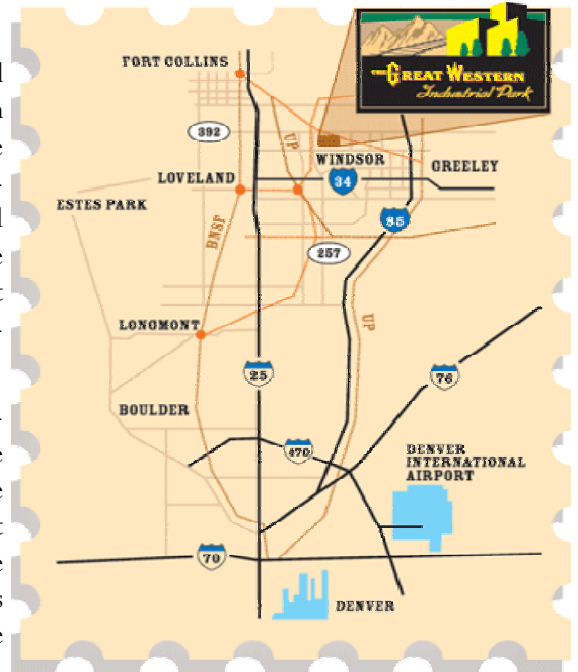 THE GREAT WESTERN
Industrial Park
FORT COLLINS
392
UP
WINDSOR
GREELEY
LOVELAND
34
ESTES PARK
85
BNSF
257
LONGMONT
UP
25
76
BOULDER
470
DENVER
INTERNATIONAL
AIRPORT
70
DENVER